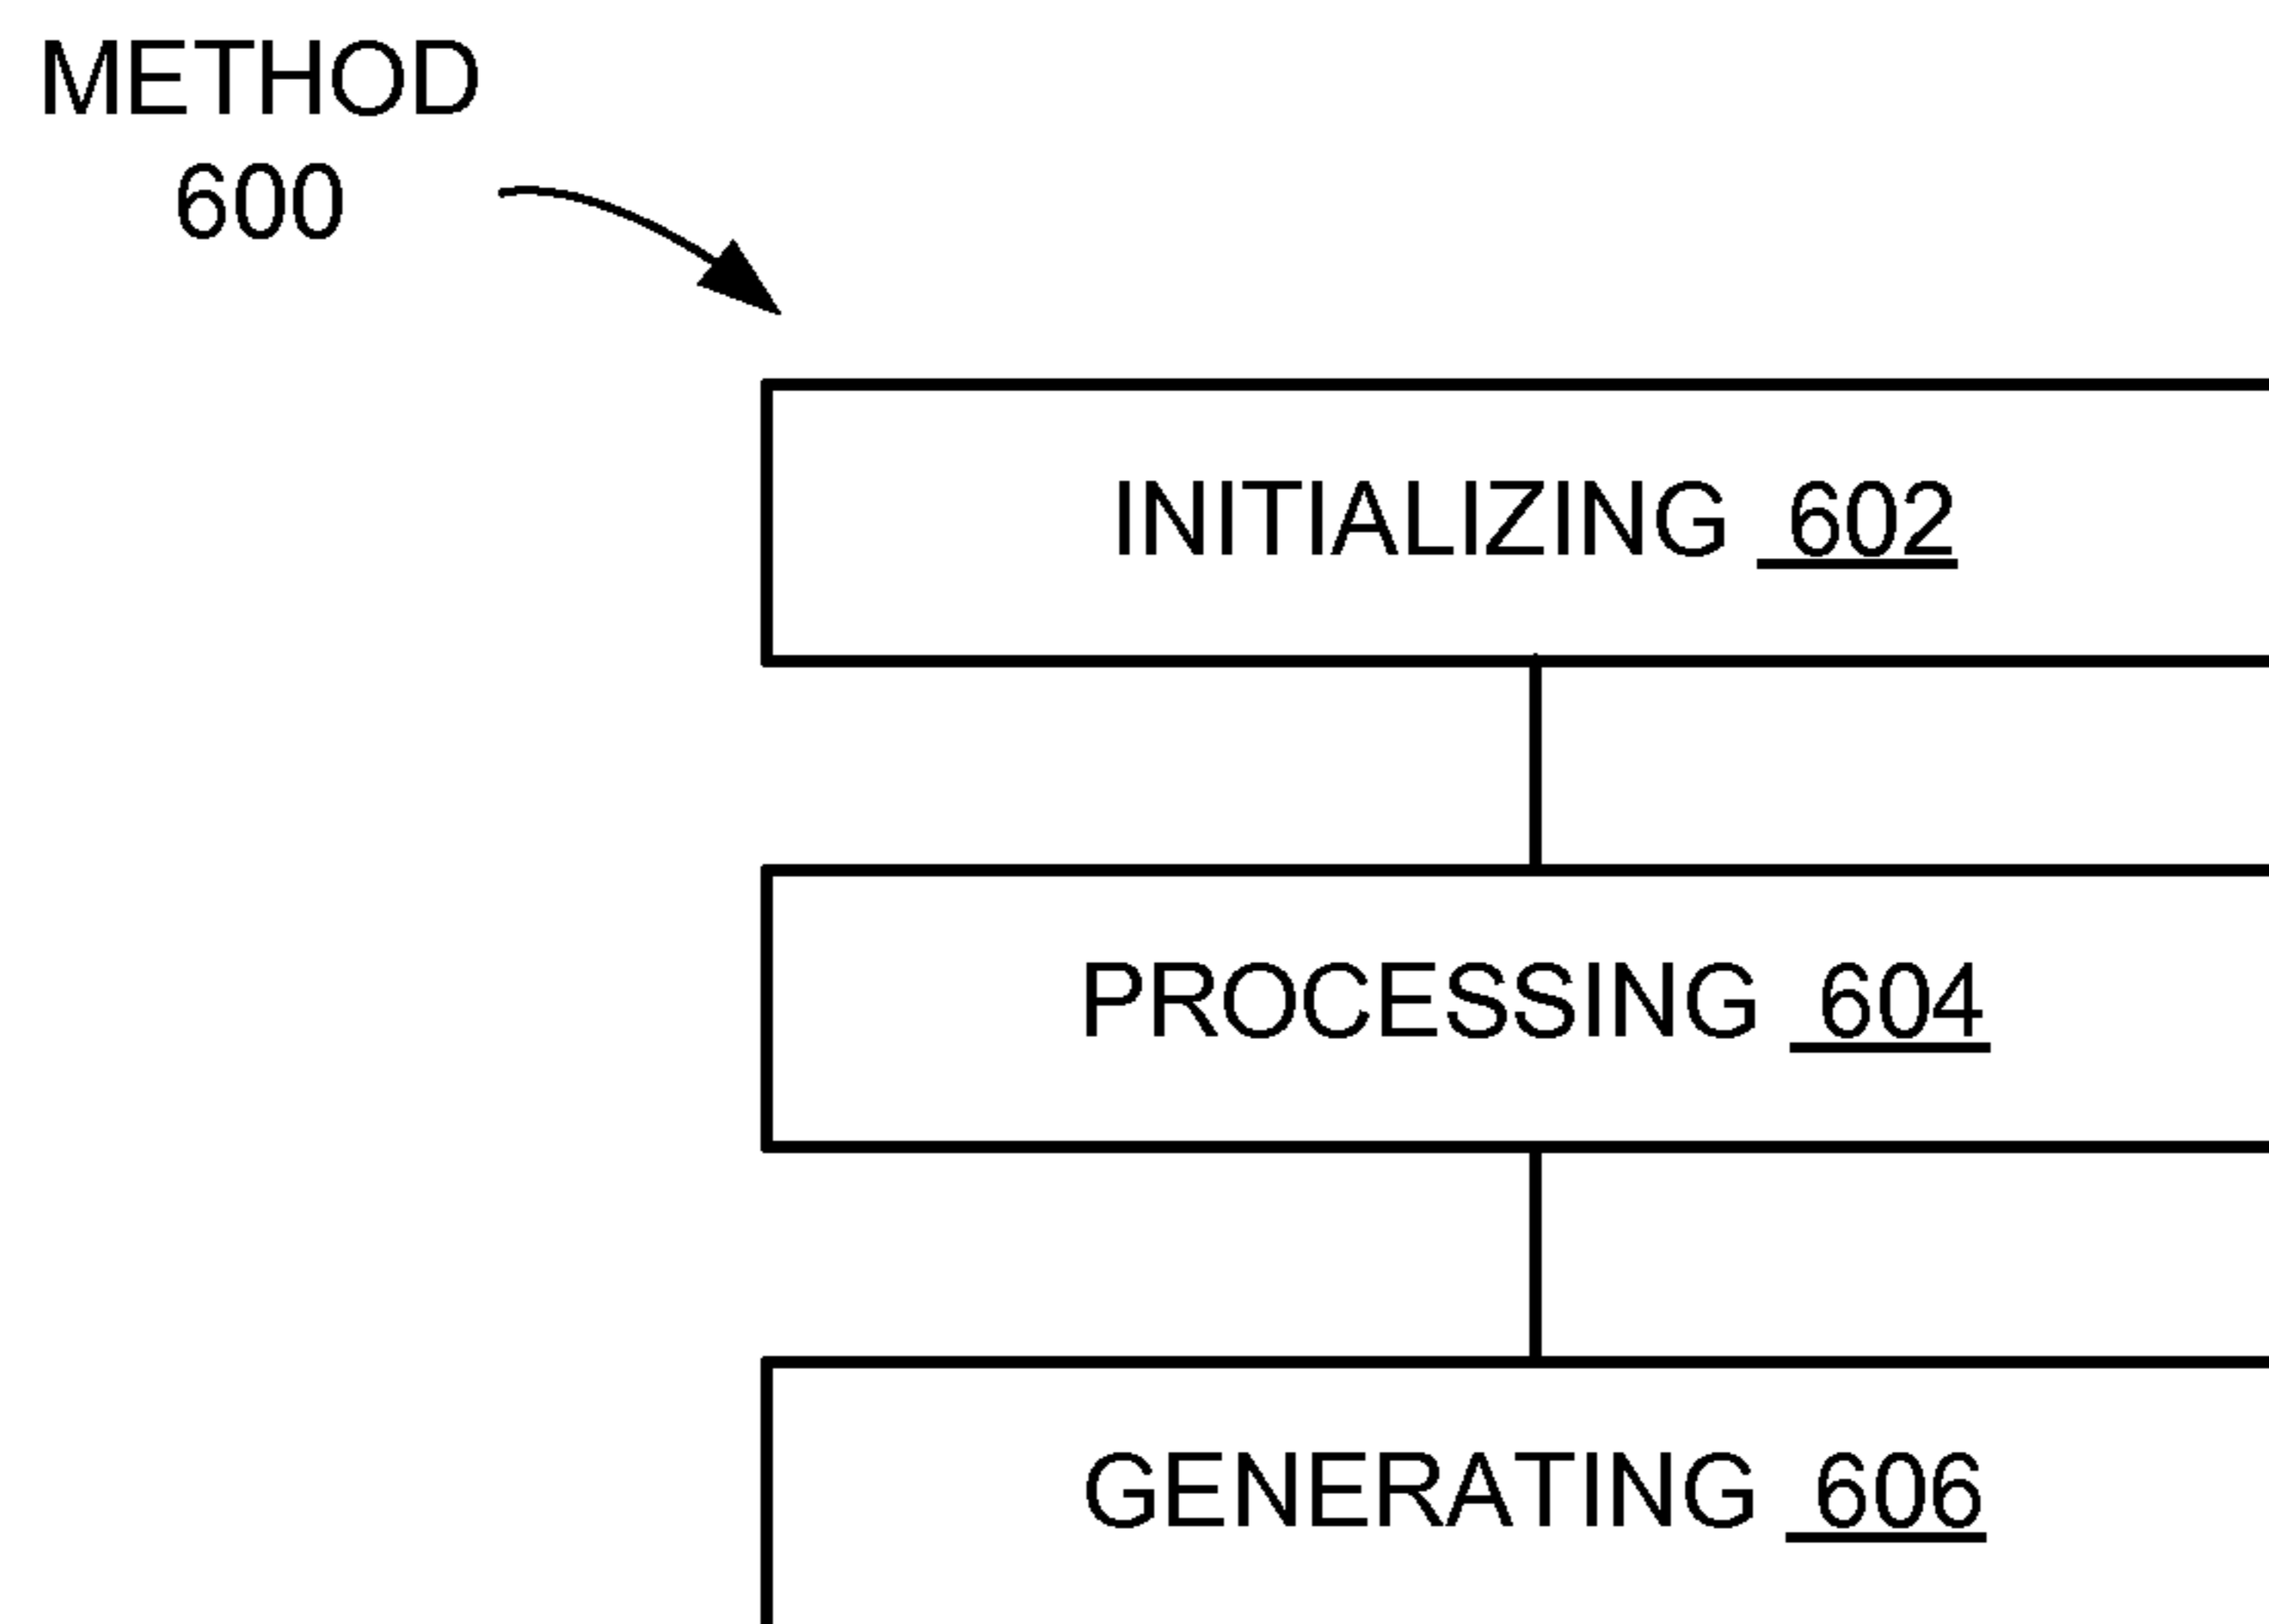 METHOD
600
INITIALIZING 602
PROCESSING 604
GENERATING 606